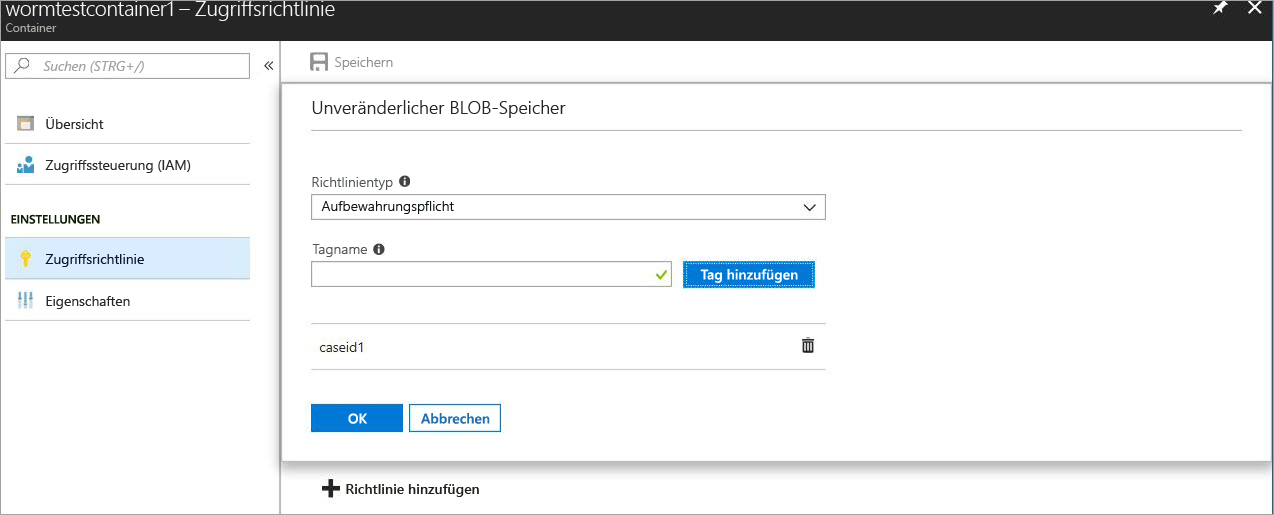 wormtestcontainer1 – Zugriffsrichtlinie
Container
Suchen (STRG+/)
Speichern
Unveränderlicher BLOB-Speicher
Übersicht
Zugriffssteuerung (IAM)
Richtlinientyp
Aufbewahrungspflicht
EINSTELLUNGEN
Zugriffsrichtlinie
Tagname
Tag hinzufügen
Eigenschaften
caseid1
OK
Abbrechen
Richtlinie hinzufügen